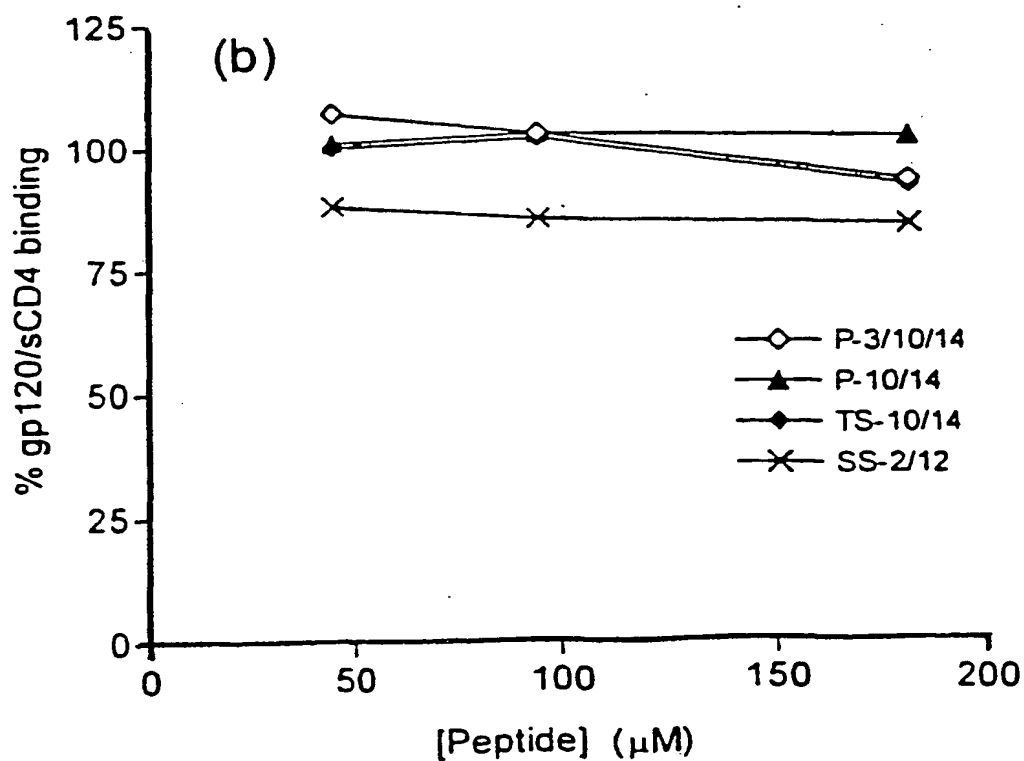 (b)
% gp120/sCD4 binding
125
100
75
50
25
0
P-3/10/14
P-10/14
TS-10/14
SS-2/12
0 50 100 150 200
[Peptide] (μM)